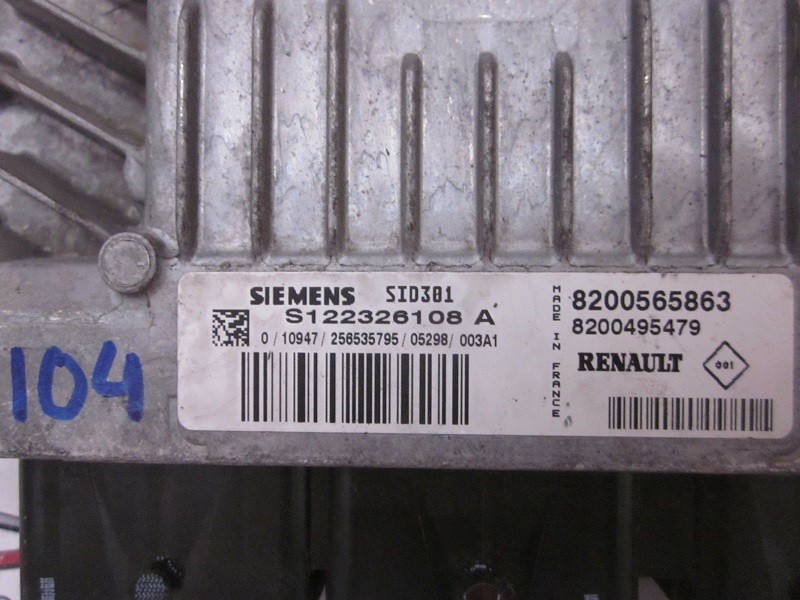 SIEMENS SID301
S122326108 A
0 / 10947 / 256535795 / 05298 / 003A1
MADE IN FRANCE
8200565863
8200495479
RENAULT 001
104